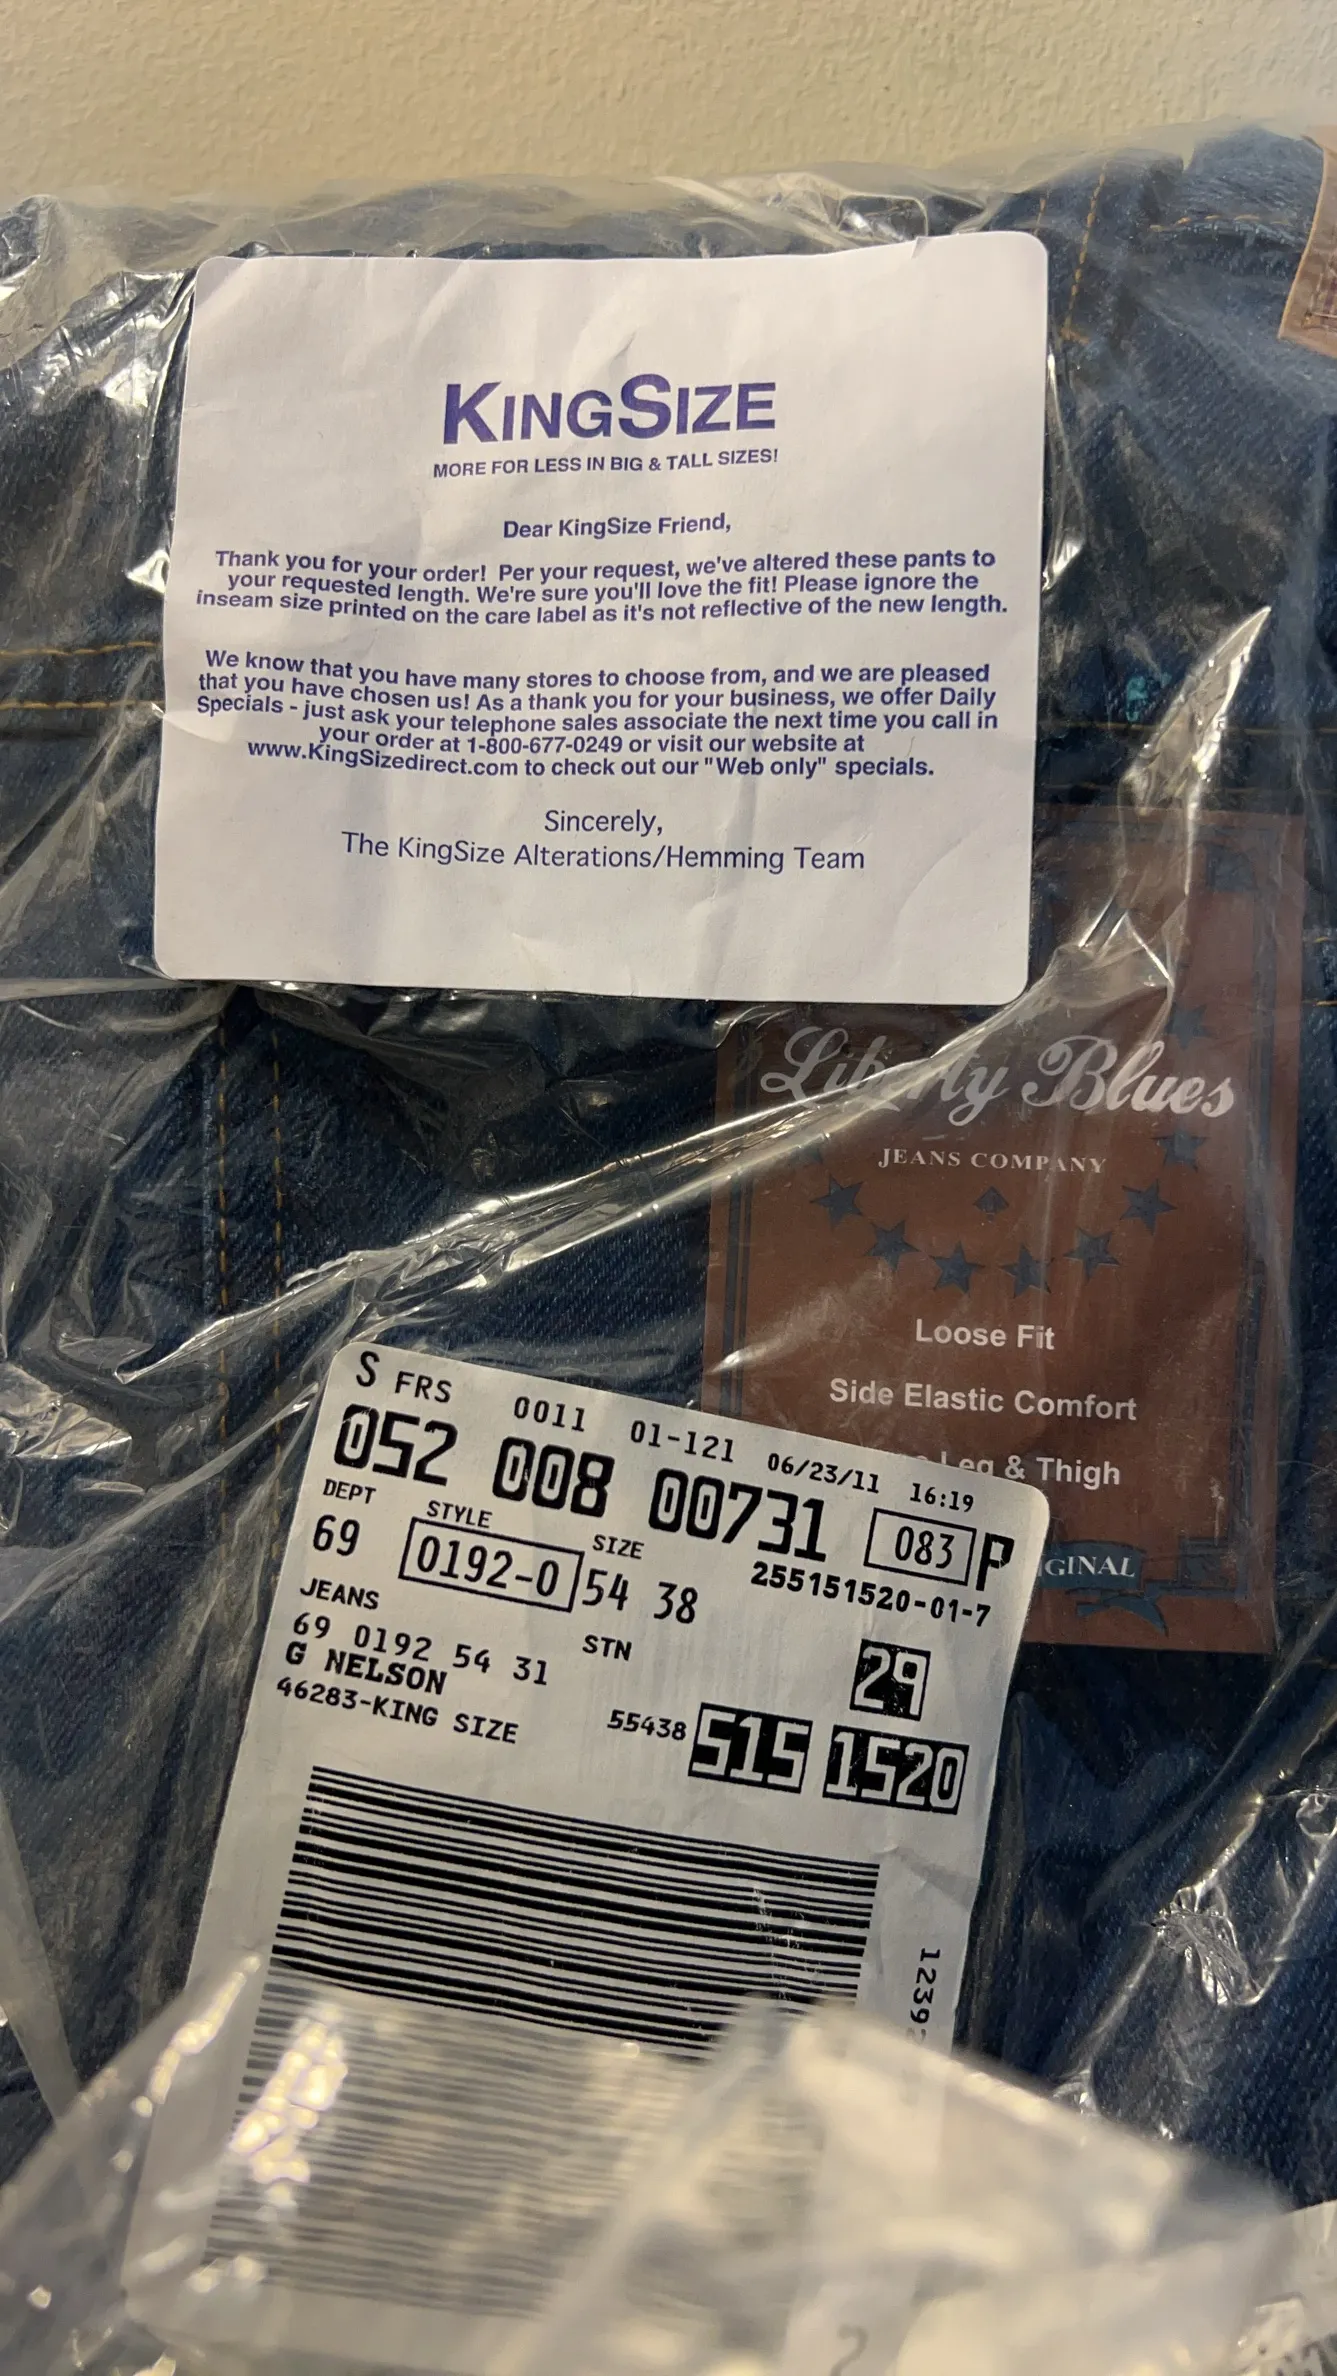 KINGSIZE
MORE FOR LESS IN BIG & TALL SIZES!
Dear KingSize Friend,
Thank you for your order! Per your request, we've altered these pants to
your requested length. We're sure you'll love the fit! Please ignore the
inseam size printed on the care label as it's not reflective of the new length.
We know that you have many stores to choose from, and we are pleased
that you have chosen us! As a thank you for your business, we offer Daily
Specials - just ask your telephone sales associate the next time you call in
your order at 1-800-677-0249 or visit our website at
www.KingSizedirect.com to check out our "Web only" specials.
Sincerely,
The KingSize Alterations/Hemming Team
Liberty Blues
JEANS COMPANY
Loose Fit
Side Elastic Comfort
Leg & Thigh
GINAL
S FRS 0011 01-121 06/23/11 16:19
052 008 00731 083 P
DEPT STYLE SIZE 255151520-01-7
69 0192-0 54 38
JEANS STN 29
69 0192 54 31
G NELSON
46283-KING SIZE 55438 515 1520
1239